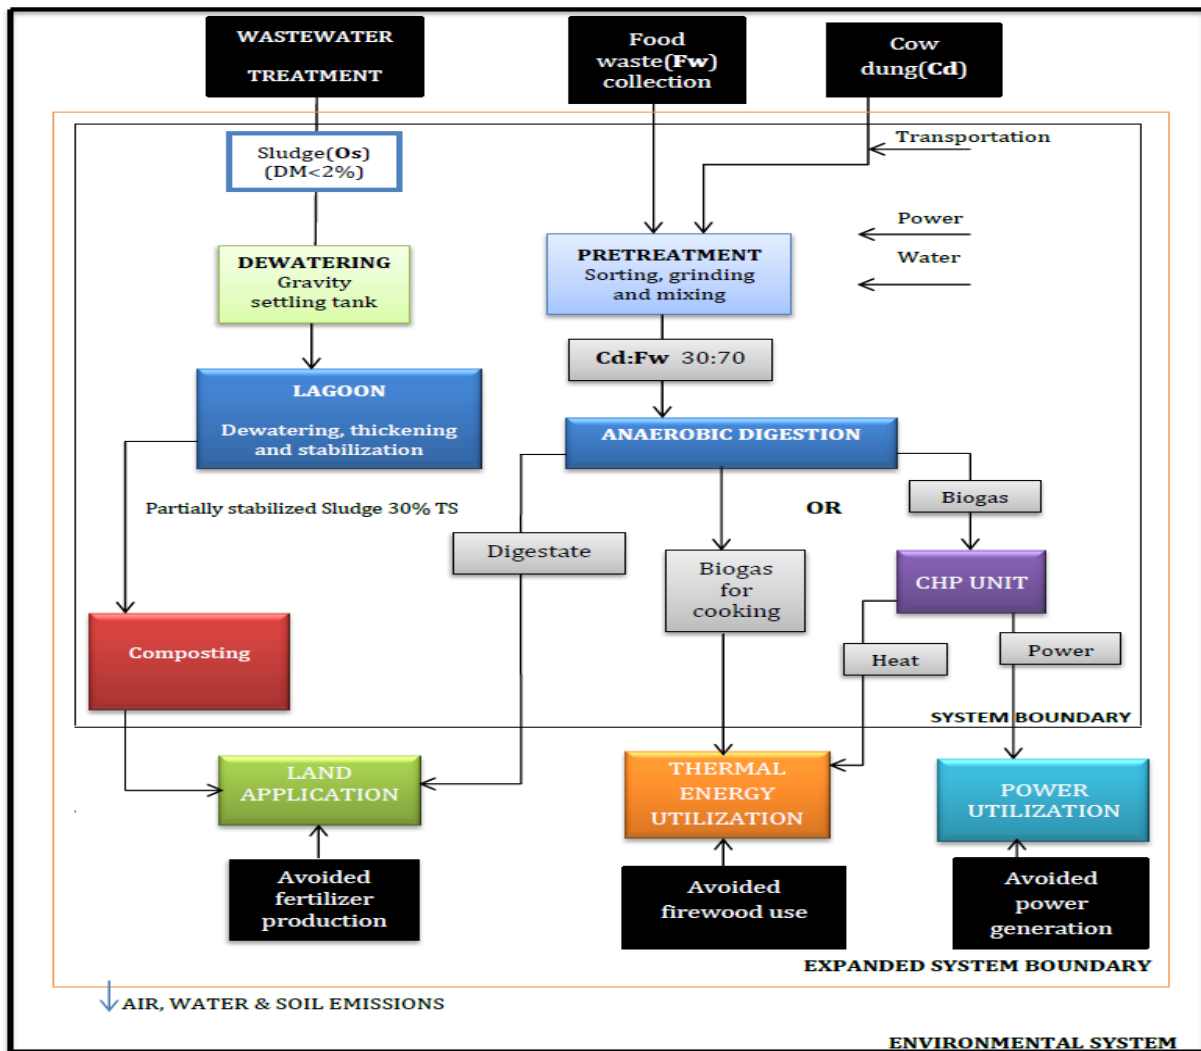 WASTEWATER
TREATMENT
Food
waste(Fw)
collection
Cow
dung(Cd)
Sludge(Os)
(DM<2%)
Transportation
Power
Water
DEWATERING
Gravity
settling tank
PRETREATMENT
Sorting, grinding
and mixing
Cd:Fw 30:70
LAGOON
Dewatering, thickening
and stabilization
ANAEROBIC DIGESTION
Partially stabilized Sludge 30% TS
OR
Biogas
Digestate
Biogas
for
cooking
CHP UNIT
Composting
Heat
Power
SYSTEM BOUNDARY
LAND
APPLICATION
THERMAL
ENERGY
UTILIZATION
POWER
UTILIZATION
Avoided
fertilizer
production
Avoided
firewood use
Avoided
power
generation
EXPANDED SYSTEM BOUNDARY
AIR, WATER & SOIL EMISSIONS
ENVIRONMENTAL SYSTEM